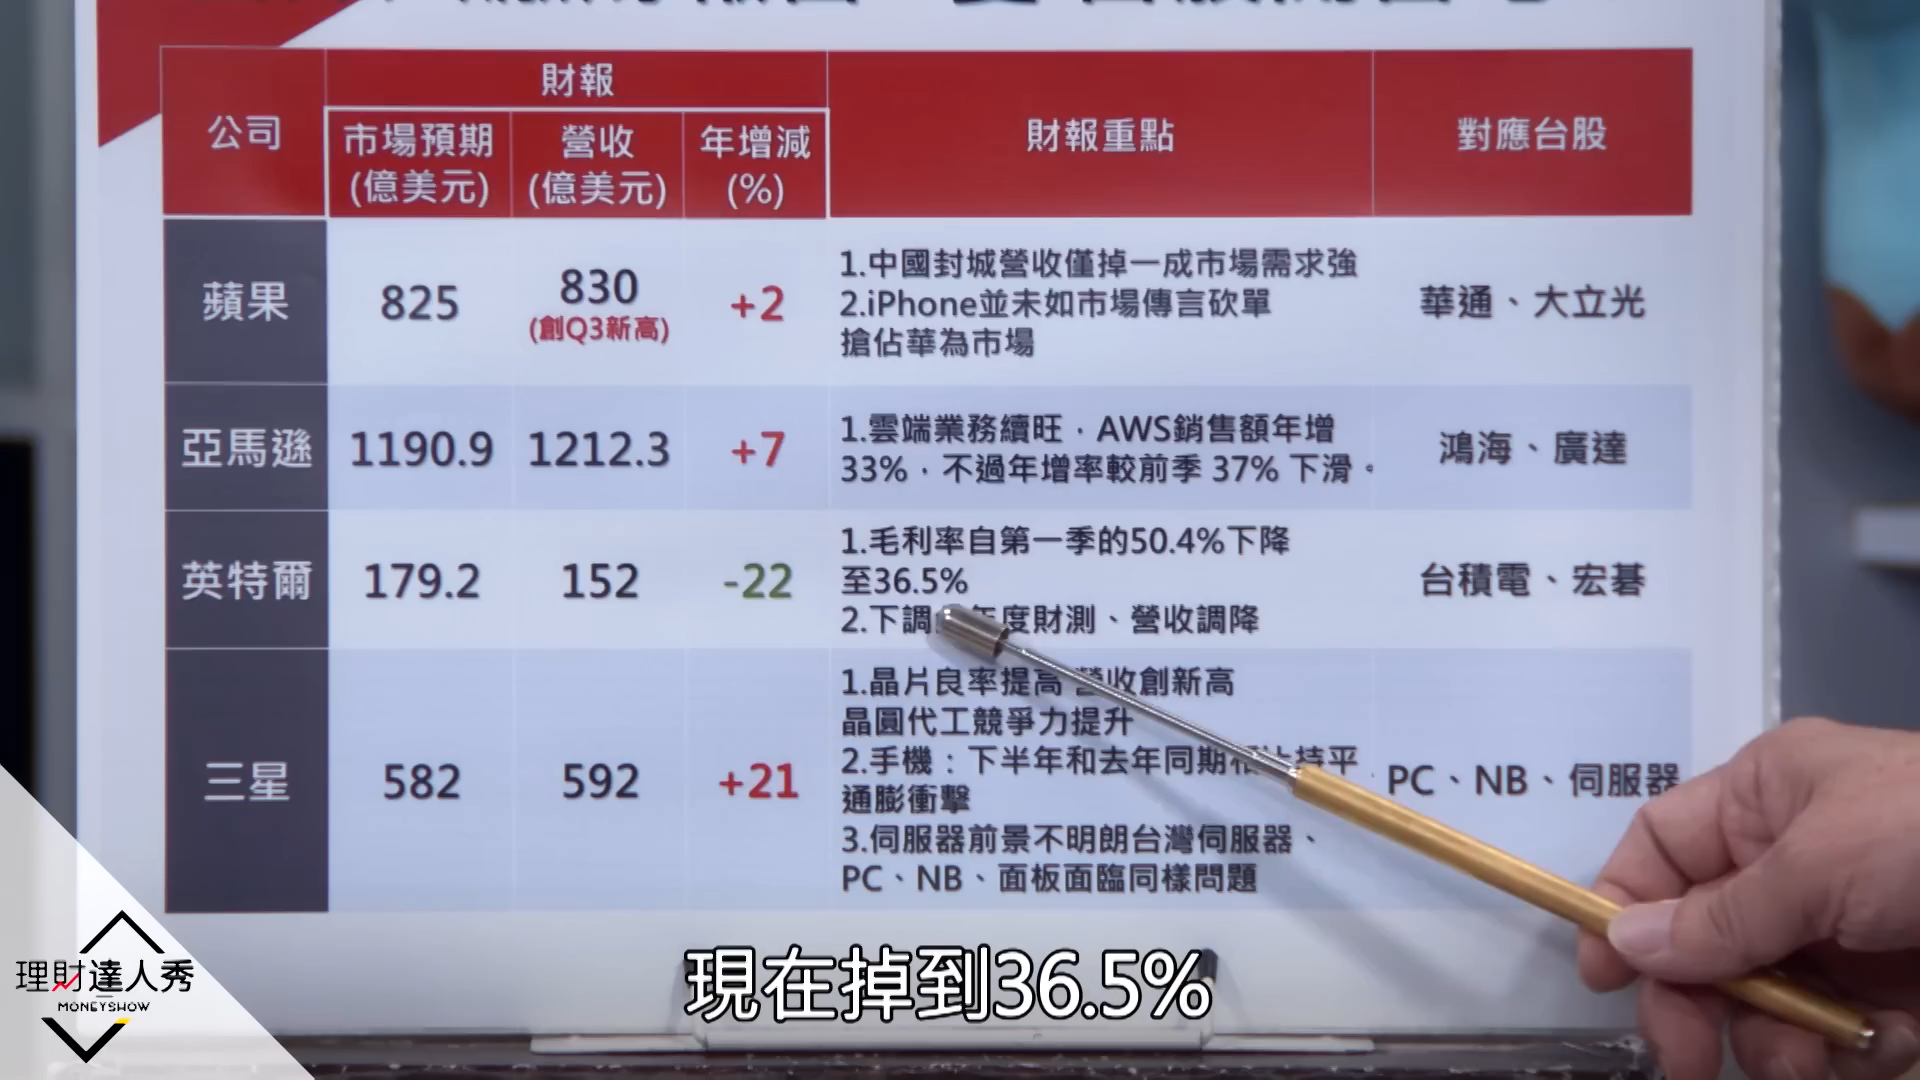 公司
財報
市場預期
(億美元)
營收
(億美元)
年增減
(%)
財報重點
對應台股
蘋果
825
830
(創Q3新高)
+2
1.中國封城營收僅掉一成市場需求強
2.iPhone並未如市場傳言砍單
搶佔華為市場
華通、大立光
亞馬遜
1190.9
1212.3
+7
1.雲端業務續旺，AWS銷售額年增
33%，不過年增率較前季 37% 下滑。
鴻海、廣達
英特爾
179.2
152
-22
1.毛利率自第一季的50.4%下降
至36.5%
2.下調年度財測、營收調降
台積電、宏碁
三星
582
592
+21
1.晶片良率提高 營收創新高
晶圓代工競爭力提升
2.手機：下半年和去年同期相比持平
通膨衝擊
3.伺服器前景不明朗台灣伺服器、
PC、NB、面板面臨同樣問題
PC、NB、伺服器
現在掉到36.5%
理財達人秀
MONEYSHOW